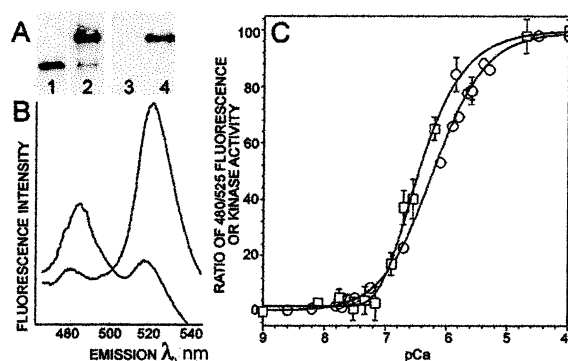 A
1 2 3 4
B
FLUORESCENCE INTENSITY
480 500 520 540
EMISSION λ, nm
C
RATIO OF 480/525 FLUORESCENCE
OR KINASE ACTIVITY
100
80
60
40
20
0
9 8 7 6 5 4
pCa